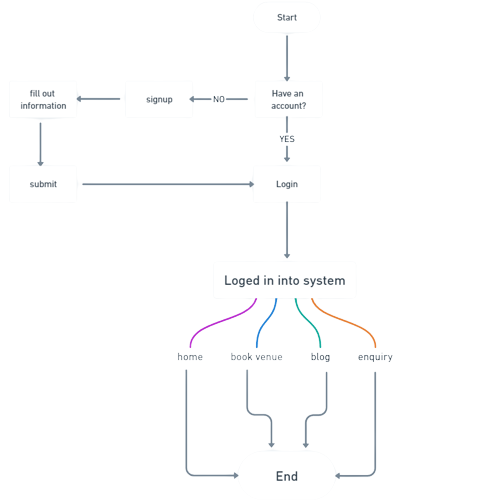 Start
Have an
account?
NO
signup
fill out
information
YES
submit
Login
Loged in into system
home
book venue
blog
enquiry
End